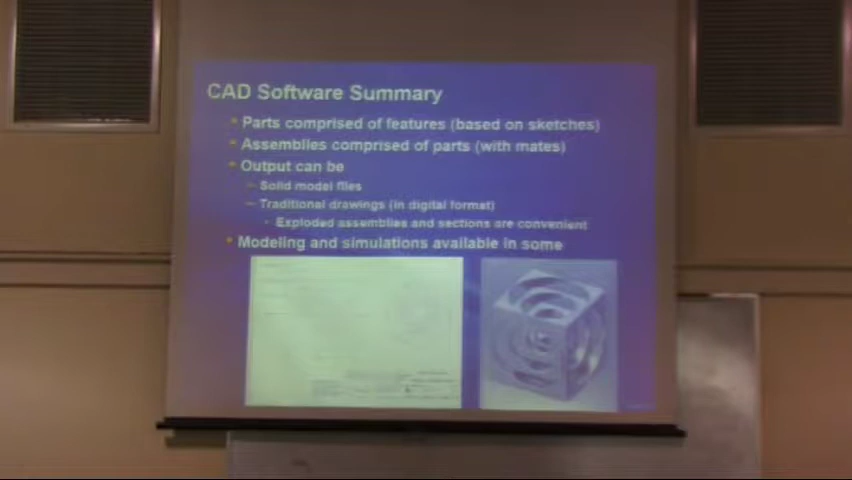 CAD Software Summary
Parts comprised of features (based on sketches)
Assemblies comprised of parts (with mates)
Output can be
Solid model files
Traditional drawings (in digital format)
Exploded assemblies and sections are convenient
Modeling and simulations available in some